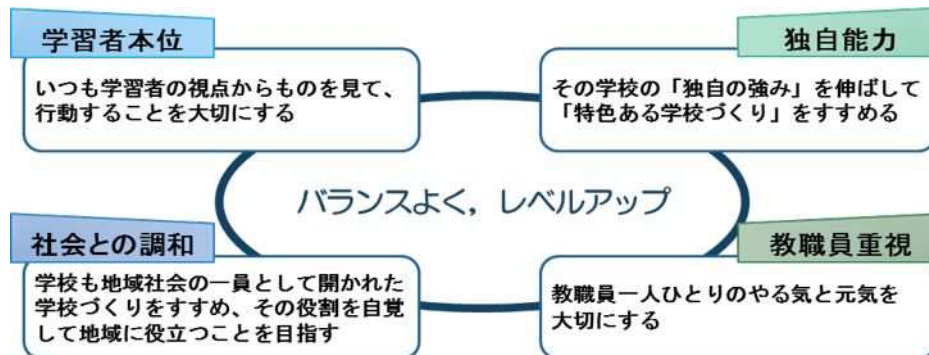 学習者本位
いつも学習者の視点からものを見て、
行動することを大切にする
独自能力
その学校の「独自の強み」を伸ばして
「特色ある学校づくり」をすすめる
バランスよく，レベルアップ
社会との調和
学校も地域社会の一員として開かれた
学校づくりをすすめ、その役割を自覚
して地域に役立つことを目指す
教職員重視
教職員一人ひとりのやる気と元気を
大切にする